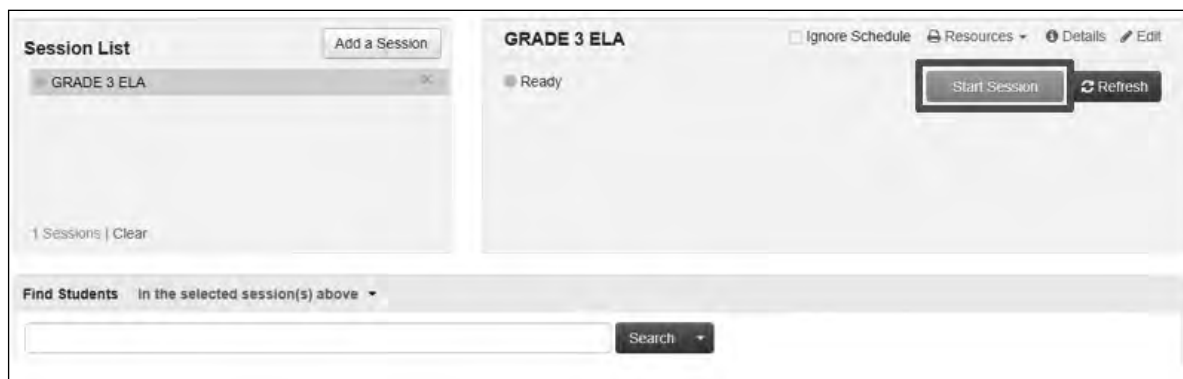 Session List
Add a Session
GRADE 3 ELA
1 Sessions | Clear
GRADE 3 ELA
Ignore Schedule Resources Details Edit
Ready
Start Session Refresh
Find Students In the selected session(s) above
Search